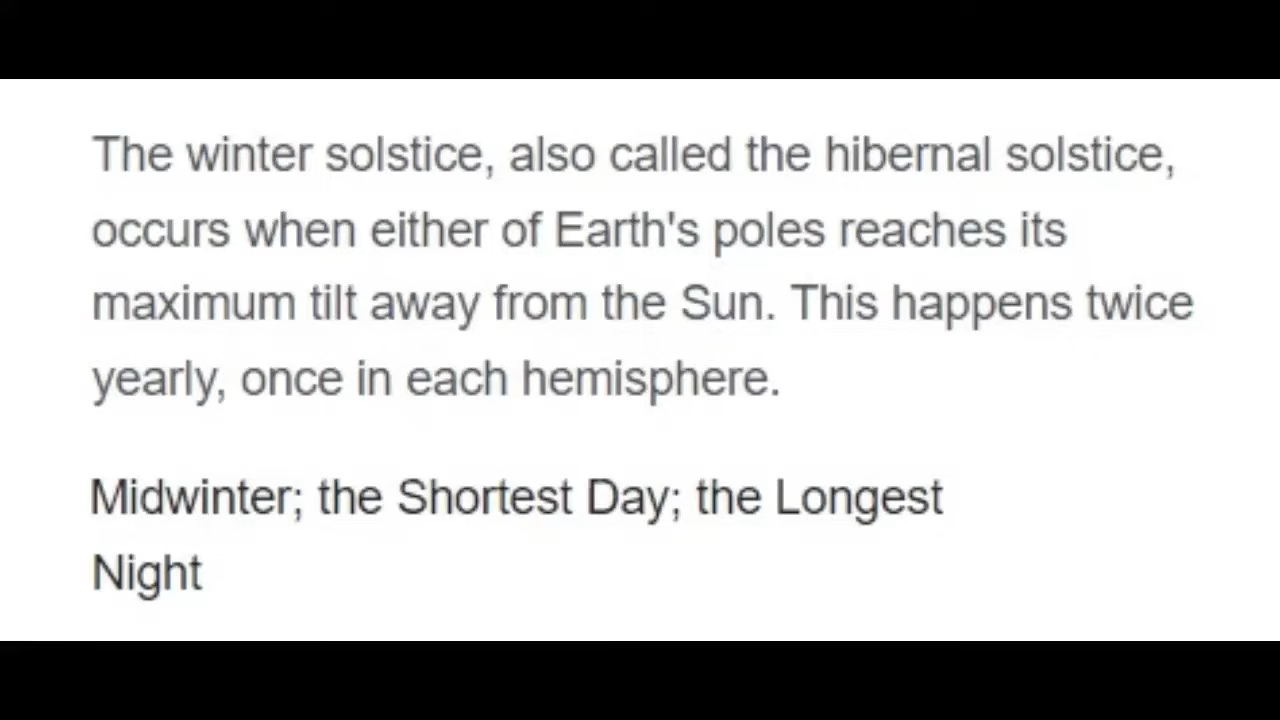 The winter solstice, also called the hibernal solstice,
occurs when either of Earth's poles reaches its
maximum tilt away from the Sun. This happens twice
yearly, once in each hemisphere.
Midwinter; the Shortest Day; the Longest
Night